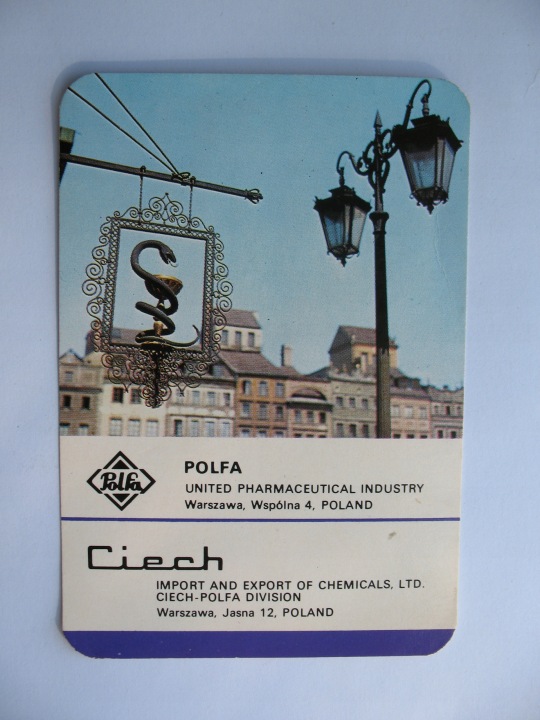 Polfa
POLFA
UNITED PHARMACEUTICAL INDUSTRY
Warszawa, Wspólna 4, POLAND
Ciech
IMPORT AND EXPORT OF CHEMICALS, LTD.
CIECH-POLFA DIVISION
Warszawa, Jasna 12, POLAND